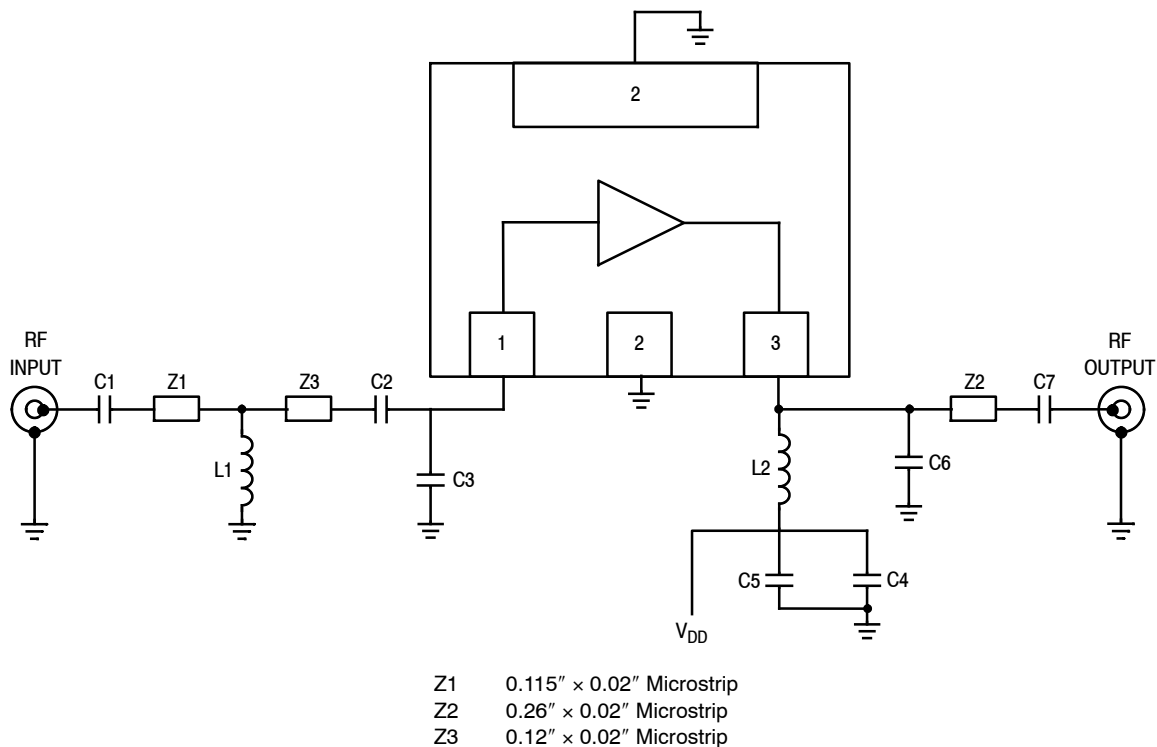 2
1
2
3
RF
INPUT
C1
Z1
Z3
C2
L1
C3
RF
OUTPUT
Z2
C7
L2
C6
C5
C4
VDD
Z1 0.115″ × 0.02″ Microstrip
Z2 0.26″ × 0.02″ Microstrip
Z3 0.12″ × 0.02″ Microstrip